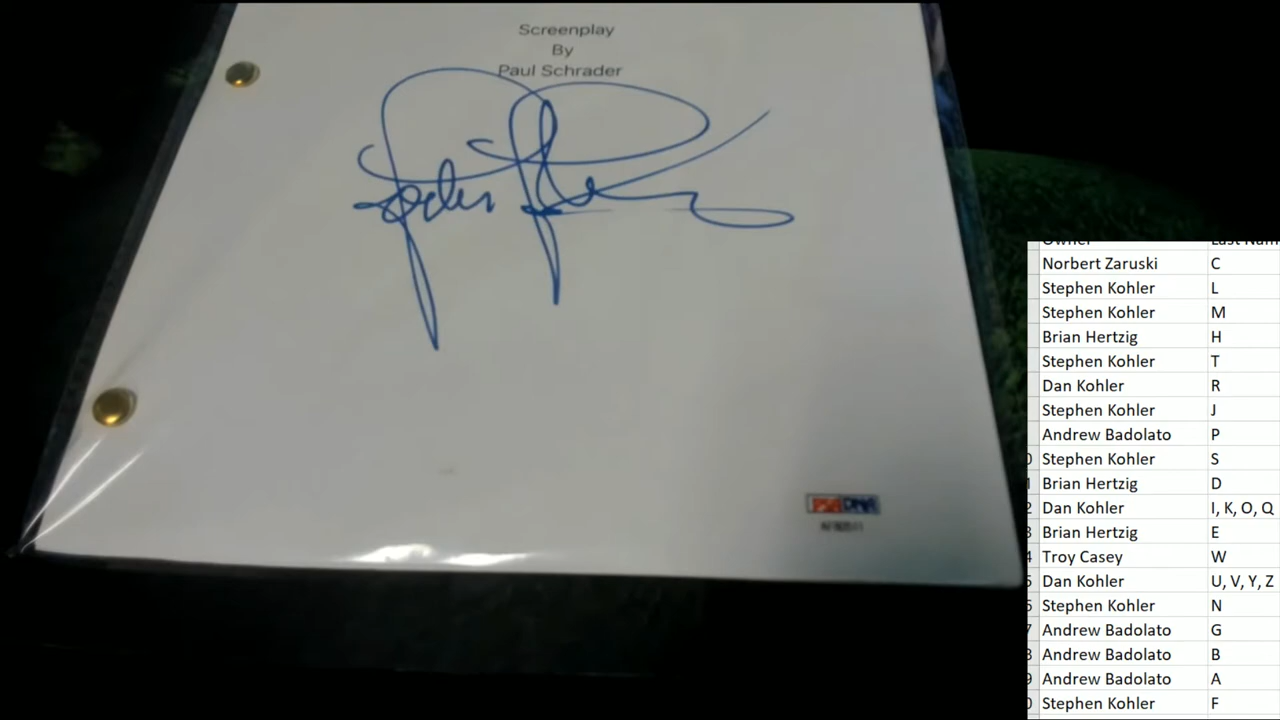 Screenplay
By
Paul Schrader
PSA DNA
Norbert Zaruski C
Stephen Kohler L
Stephen Kohler M
Brian Hertzig H
Stephen Kohler T
Dan Kohler R
Stephen Kohler J
Andrew Badolato P
Stephen Kohler S
Brian Hertzig D
Dan Kohler I, K, O, Q
Brian Hertzig E
Troy Casey W
Dan Kohler U, V, Y, Z
Stephen Kohler N
Andrew Badolato G
Andrew Badolato B
Andrew Badolato A
Stephen Kohler F